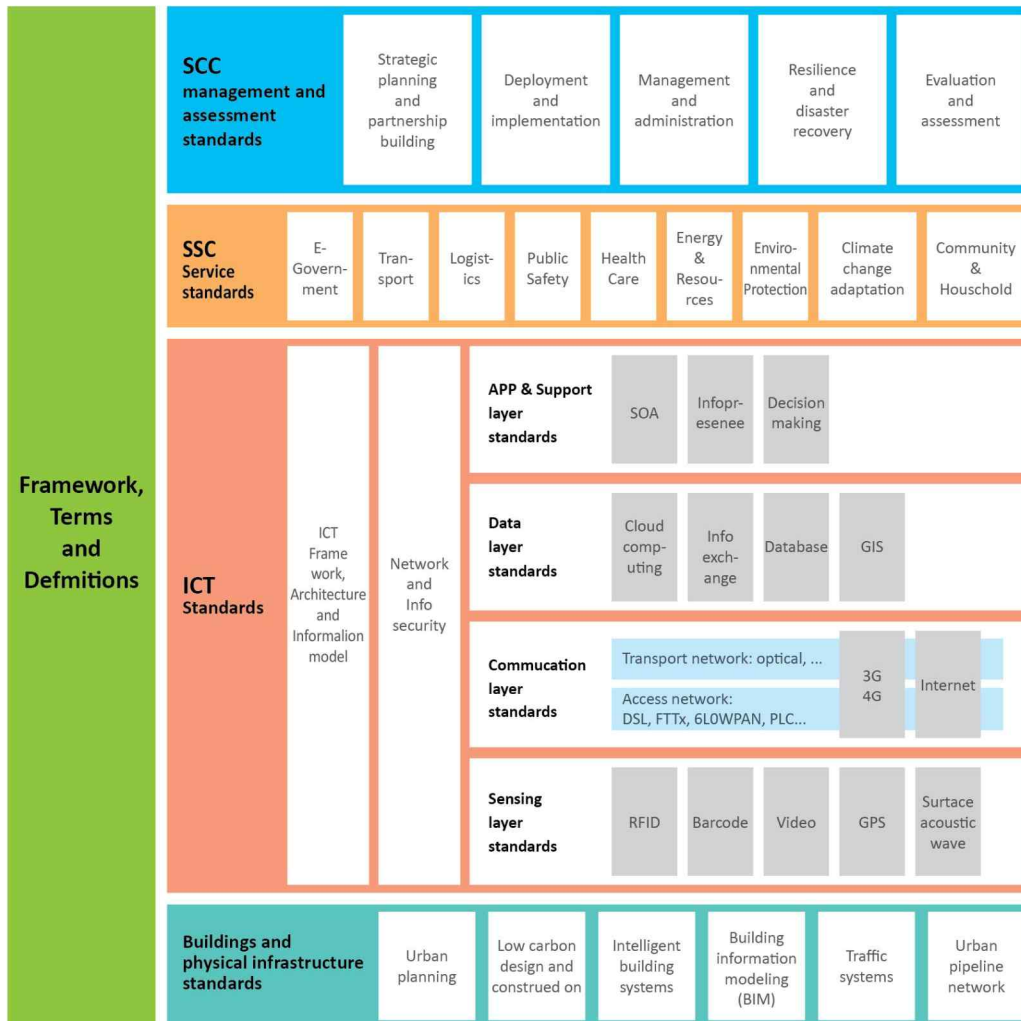 Framework,
Terms
and
Defmitions
SCC
management and
assessment
standards
Strategic
planning
and
partnership
building
Deployment
and
implementation
Management
and
administration
Resilience
and
disaster
recovery
Evaluation
and
assessment
SSC
Service
standards
E-
Govern-
ment
Tran-
sport
Logist-
ics
Public
Safety
Health
Care
Energy
&
Resou-
rces
Enviro-
nmental
Protection
Climate
change
adaptation
Community
&
Houschold
ICT
Standards
ICT
Frame
work,
Architecture
and
Informalion
model
Network
and
Info
security
APP & Support
layer
standards
SOA
Infopr-
esenee
Decision
making
Data
layer
standards
Cloud
comp-
uting
Info
exch-
ange
Database
GIS
Commucation
layer
standards
Transport network: optical, ...
Access network:
DSL, FTTx, 6L0WPAN, PLC...
3G
4G
Internet
Sensing
layer
standards
RFID
Barcode
Video
GPS
Surtace
acoustic
wave
Buildings and
physical infrastructure
standards
Urban
planning
Low carbon
design and
construed on
Intelligent
building
systems
Building
information
modeling
(BIM)
Traffic
systems
Urban
pipeline
network